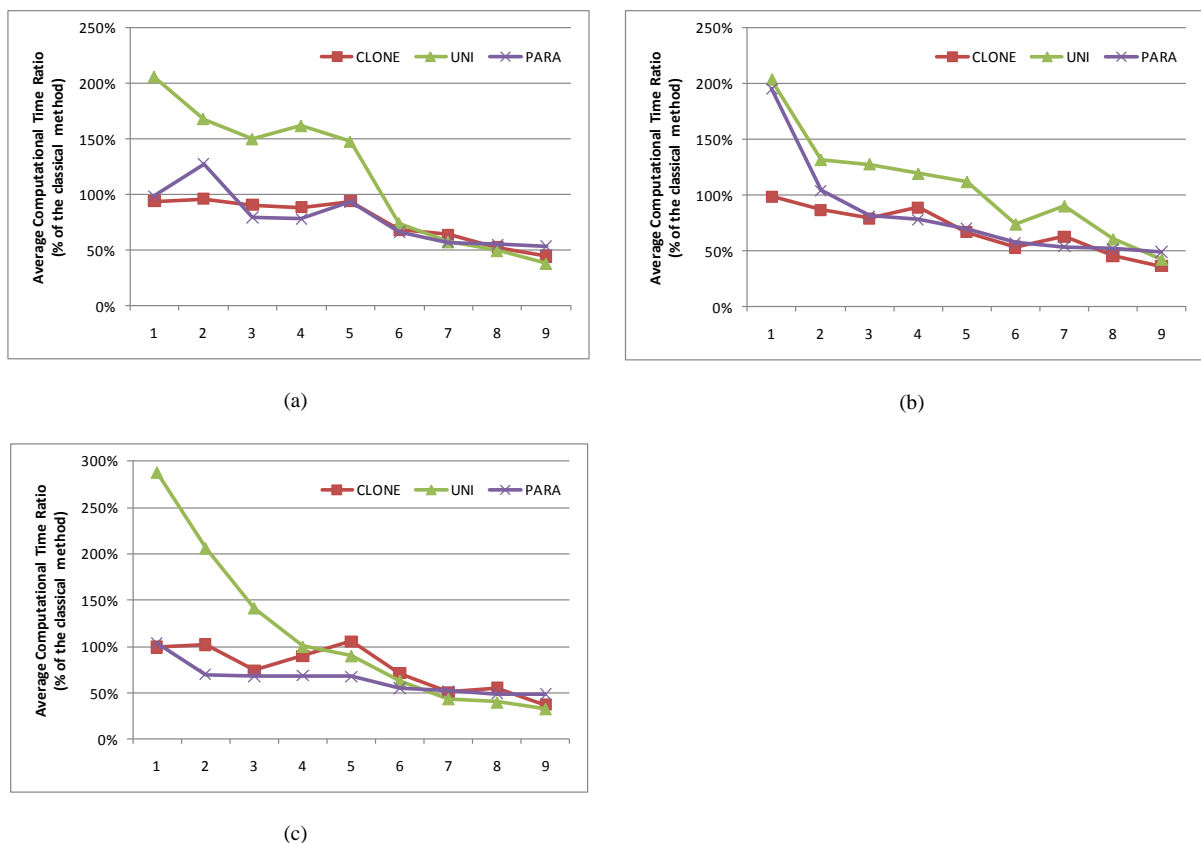 Average Computational Time Ratio
(% of the classical method)
250%
200%
150%
100%
50%
0%
CLONE UNI PARA
1 2 3 4 5 6 7 8 9
(a)
Average Computational Time Ratio
(% of the classical method)
250%
200%
150%
100%
50%
0%
CLONE UNI PARA
1 2 3 4 5 6 7 8 9
(b)
Average Computational Time Ratio
(% of the classical method)
300%
250%
200%
150%
100%
50%
0%
CLONE UNI PARA
1 2 3 4 5 6 7 8 9
(c)